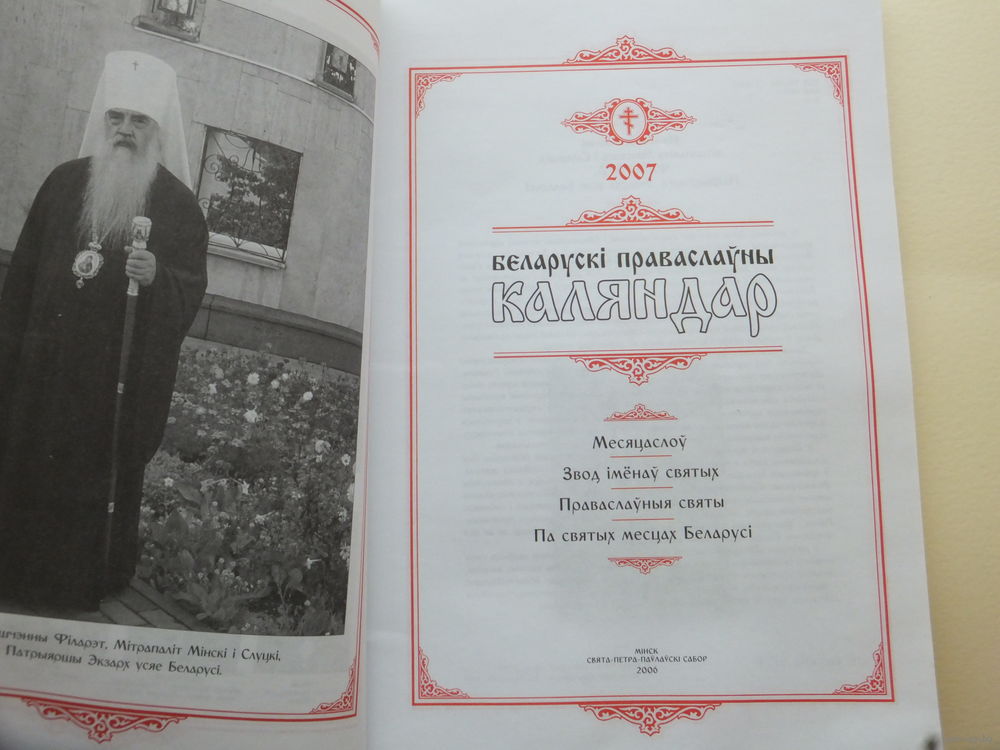 шчэнны Філарэт, Мітрапаліт Мінскі і Слуцкі,
Патрыяршы Экзарх усяе Беларусі.
2007
Беларускі праваслаўны
каляндар
Месяцаслоў
Звод імёнаў святых
Праваслаўныя святы
Па святых месцах Беларусі
МІНСК
СВЯТА-ПЕТРА-ПАЎЛАЎСКІ САБОР
2006